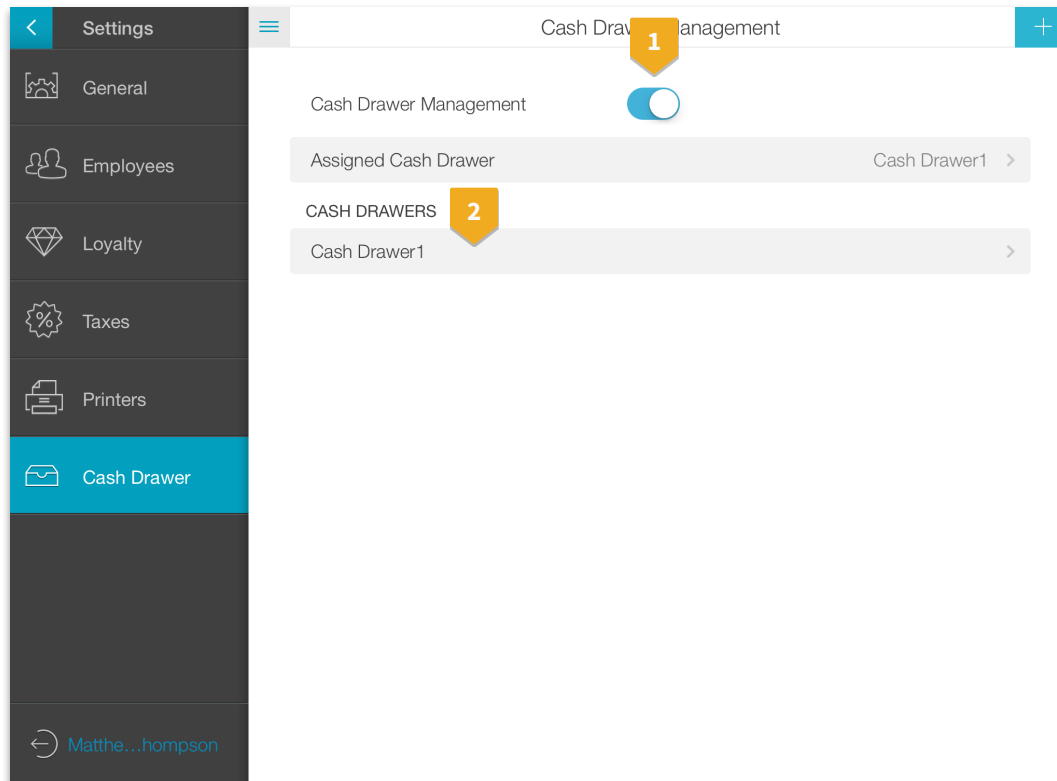 Settings
General
Employees
Loyalty
Taxes
Printers
Cash Drawer
Matthe...hompson
Cash Draw anagement
1
Cash Drawer Management
Assigned Cash Drawer Cash Drawer1
CASH DRAWERS
2
Cash Drawer1